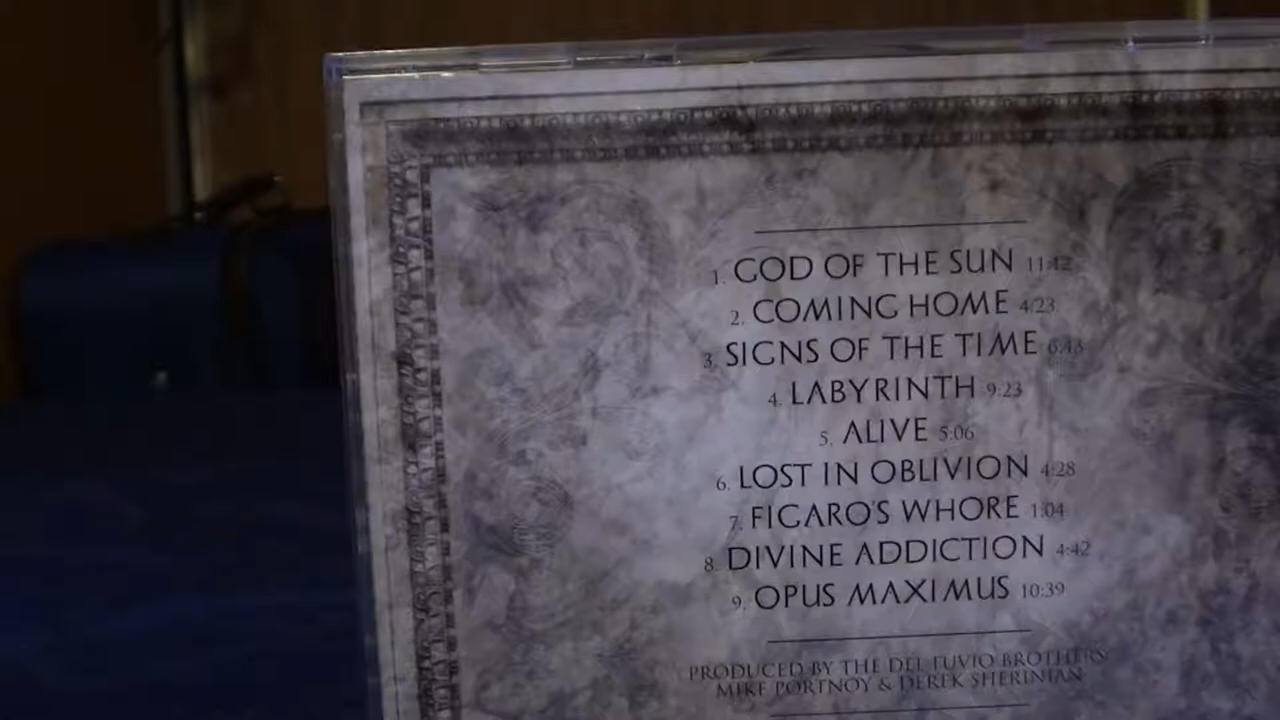 1. GOD OF THE SUN 11:42
2. COMING HOME 4:23
3. SIGNS OF THE TIME 6:43
4. LABYRINTH 9:23
5. ALIVE 5:06
6. LOST IN OBLIVION 4:28
7. FIGARO'S WHORE 1:04
8. DIVINE ADDICTION 4:42
9. OPUS MAXIMUS 10:39
PRODUCED BY THE DEL FUVIO BROTHERS:
MIKE PORTNOY & DEREK SHERINIAN